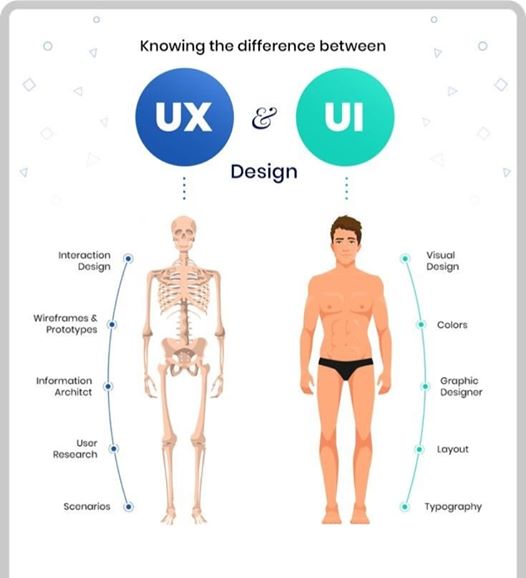 Knowing the difference between
UX & UI
Design
Interaction
Design
Wireframes &
Prototypes
Information
Architct
User
Research
Scenarios
Visual
Design
Colors
Graphic
Designer
Layout
Typography